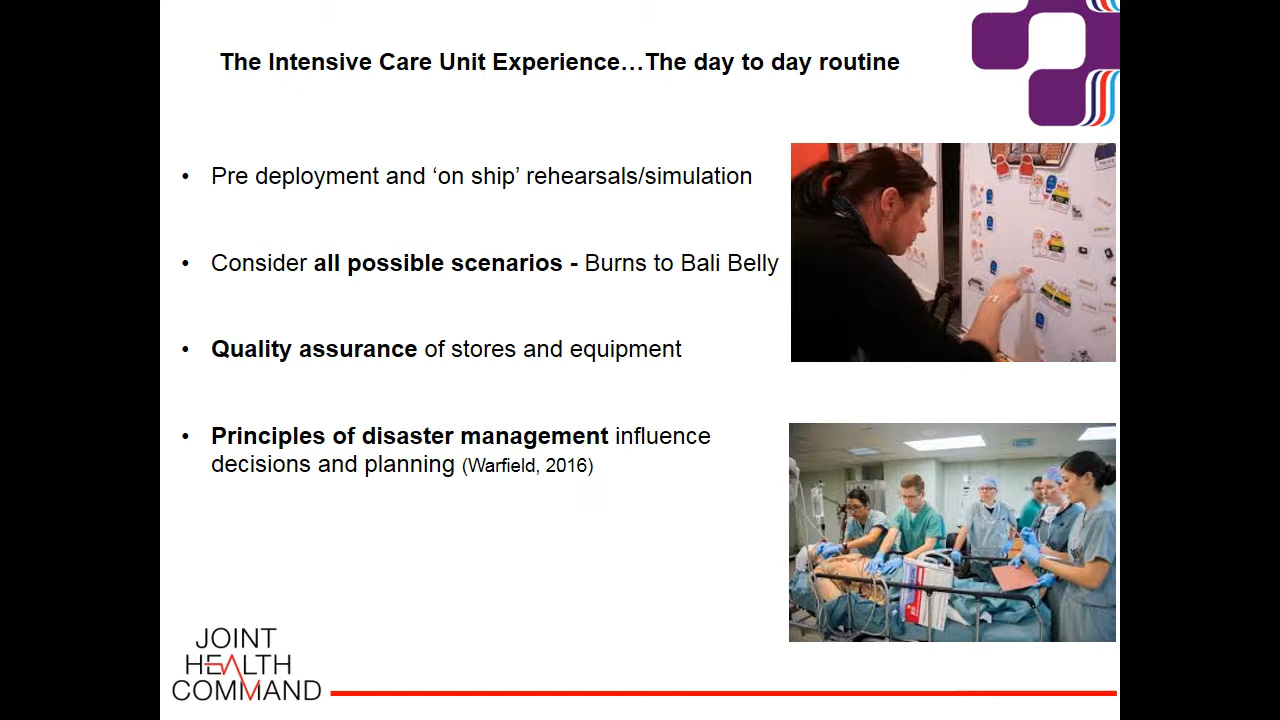 The Intensive Care Unit Experience…The day to day routine
• Pre deployment and ‘on ship’ rehearsals/simulation
• Consider all possible scenarios - Burns to Bali Belly
• Quality assurance of stores and equipment
• Principles of disaster management influence
decisions and planning (Warfield, 2016)
JOINT
HEALTH
COMMAND